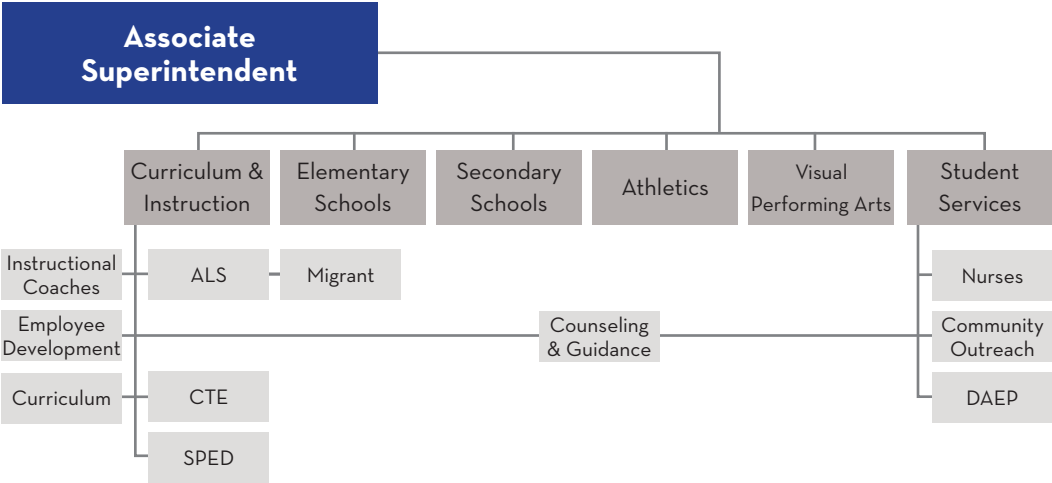 Associate
Superintendent
Curriculum &
Instruction
Elementary
Schools
Secondary
Schools
Athletics
Visual
Performing Arts
Student
Services
Instructional
Coaches
ALS
Migrant
Nurses
Employee
Development
Counseling
& Guidance
Community
Outreach
Curriculum
CTE
DAEP
SPED